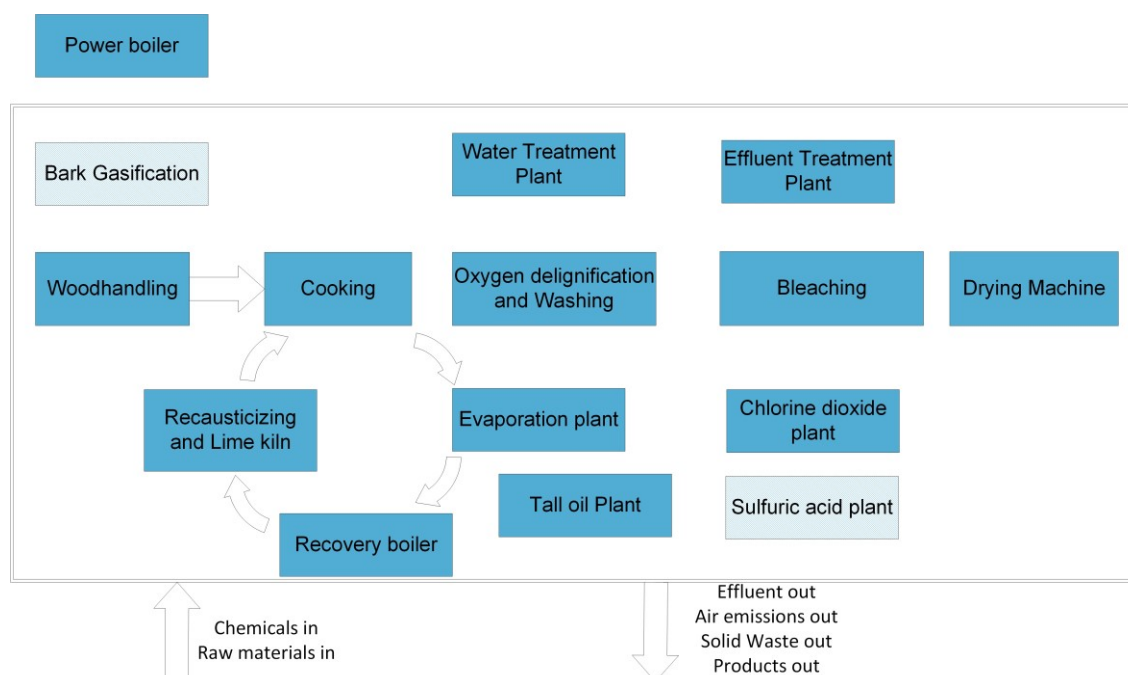 Power boiler
Bark Gasification
Water Treatment
Plant
Effluent Treatment
Plant
Woodhandling
Cooking
Oxygen delignification
and Washing
Bleaching
Drying Machine
Recausticizing
and Lime kiln
Evaporation plant
Chlorine dioxide
plant
Tall oil Plant
Sulfuric acid plant
Recovery boiler
Chemicals in
Raw materials in
Effluent out
Air emissions out
Solid Waste out
Products out